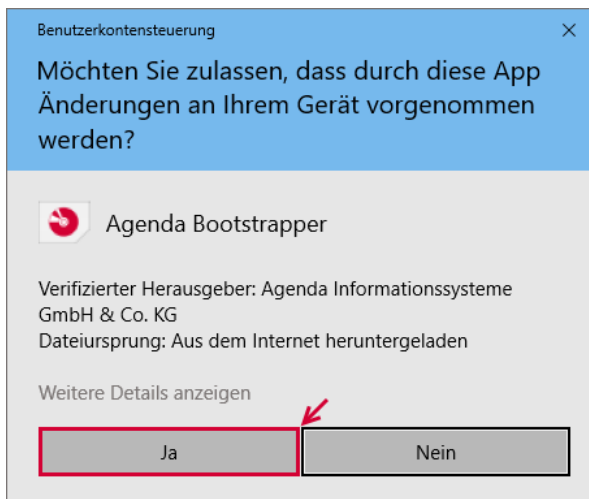 Benutzerkontensteuerung
Möchten Sie zulassen, dass durch diese App
Änderungen an Ihrem Gerät vorgenommen
werden?
Agenda Bootstrapper
Verifizierter Herausgeber: Agenda Informationssysteme
GmbH & Co. KG
Dateiursprung: Aus dem Internet heruntergeladen
Weitere Details anzeigen
Ja
Nein